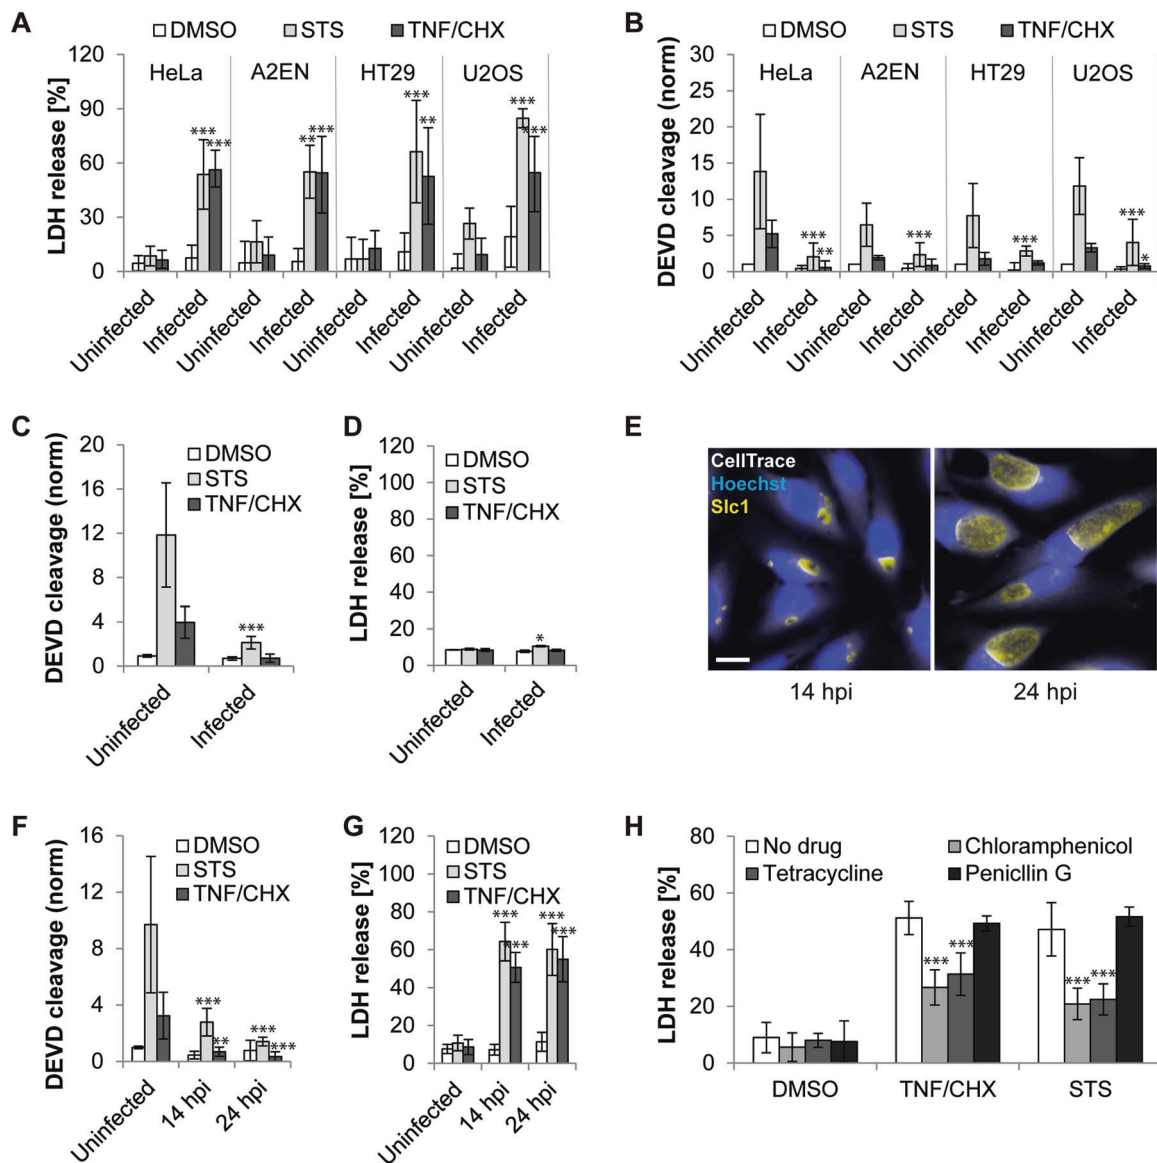 A
DMSO STS TNF/CHX
LDH release [%]
120
90
60
30
0
HeLa A2EN HT29 U2OS
*** *** ** *** *** ** *** ***
Uninfected Infected Uninfected Infected Uninfected Infected Uninfected Infected
B
DMSO STS TNF/CHX
DEVD cleavage (norm)
30
25
20
15
10
5
0
HeLa A2EN HT29 U2OS
*** ** *** *** *** *
Uninfected Infected Uninfected Infected Uninfected Infected Uninfected Infected
C
DEVD cleavage (norm)
20
16
12
8
4
0
DMSO
STS
TNF/CHX
***
Uninfected Infected
D
LDH release [%]
120
100
80
60
40
20
0
DMSO
STS
TNF/CHX
*
Uninfected Infected
E
CellTrace
Hoechst
Slc1
14 hpi 24 hpi
F
DEVD cleavage (norm)
16
12
8
4
0
DMSO
STS
TNF/CHX
*** ** *** ***
Uninfected 14 hpi 24 hpi
G
LDH release [%]
120
100
80
60
40
20
0
DMSO
STS
TNF/CHX
*** *** *** ***
Uninfected 14 hpi 24 hpi
H
LDH release [%]
80
60
40
20
0
No drug Chloramphenicol
Tetracycline Penicllin G
*** *** *** ***
DMSO TNF/CHX STS